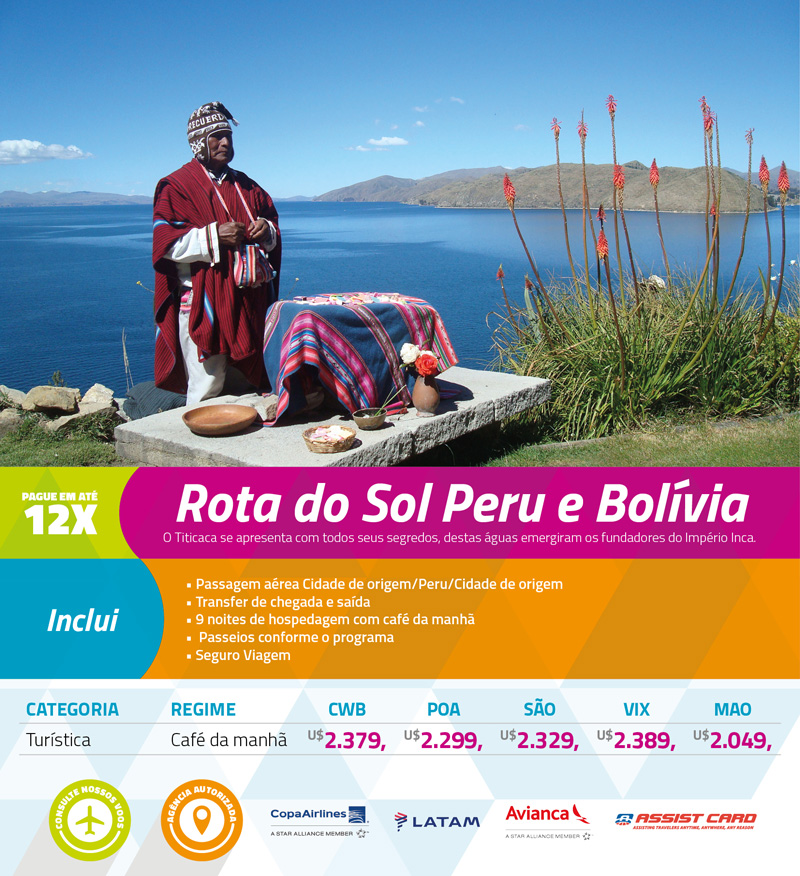 RECUERDO
PAGUE EM ATÉ
12X
Rota do Sol Peru e Bolívia
O Titicaca se apresenta com todos seus segredos, destas águas emergiram os fundadores do Império Inca.
Inclui
• Passagem aérea Cidade de origem/Peru/Cidade de origem
• Transfer de chegada e saída
• 9 noites de hospedagem com café da manhã
• Passeios conforme o programa
• Seguro Viagem
CATEGORIA REGIME CWB POA SÃO VIX MAO
Turística Café da manhã U$2.379, U$2.299, U$2.329, U$2.389, U$2.049,
CONSULTE NOSSOS VOOS
AGÊNCIA AUTORIZADA
CopaAirlines
A STAR ALLIANCE MEMBER
LATAM
Avianca
A STAR ALLIANCE MEMBER
ASSIST CARD
ASSISTING TRAVELERS ANYTIME, ANYWHERE, ANY REASON